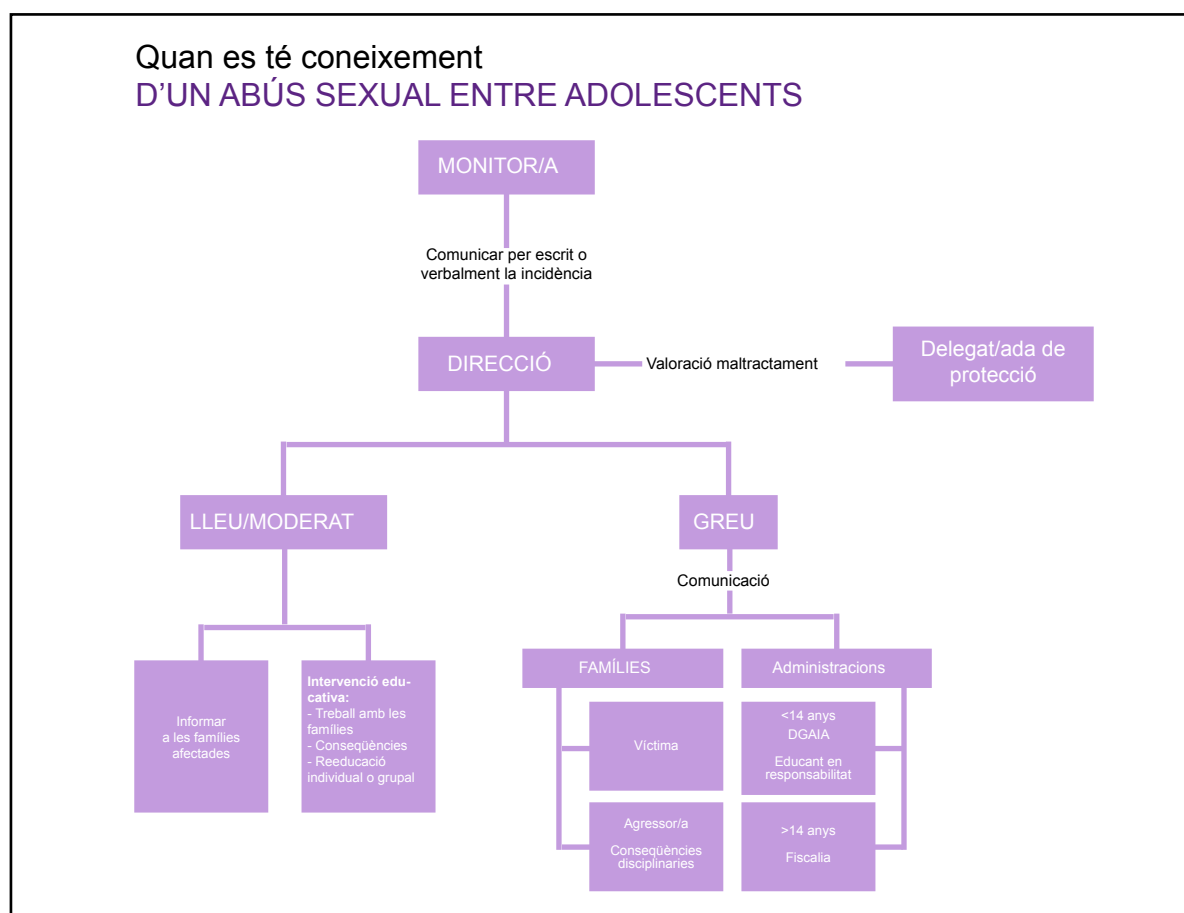 Quan es té coneixement
D’UN ABÚS SEXUAL ENTRE ADOLESCENTS
MONITOR/A
Comunicar per escrit o
verbalment la incidència
DIRECCIÓ
Valoració maltractament
Delegat/ada de
protecció
LLEU/MODERAT
GREU
Comunicació
Informar
a les famílies
afectades
Intervenció edu-
cativa:
- Treball amb les
famílies
- Conseqüències
- Reeducació
individual o grupal
FAMÍLIES
Víctima
Agressor/a
Conseqüències
disciplinaries
Administracions
<14 anys
DGAIA
Educant en
responsabilitat
>14 anys
Fiscalia